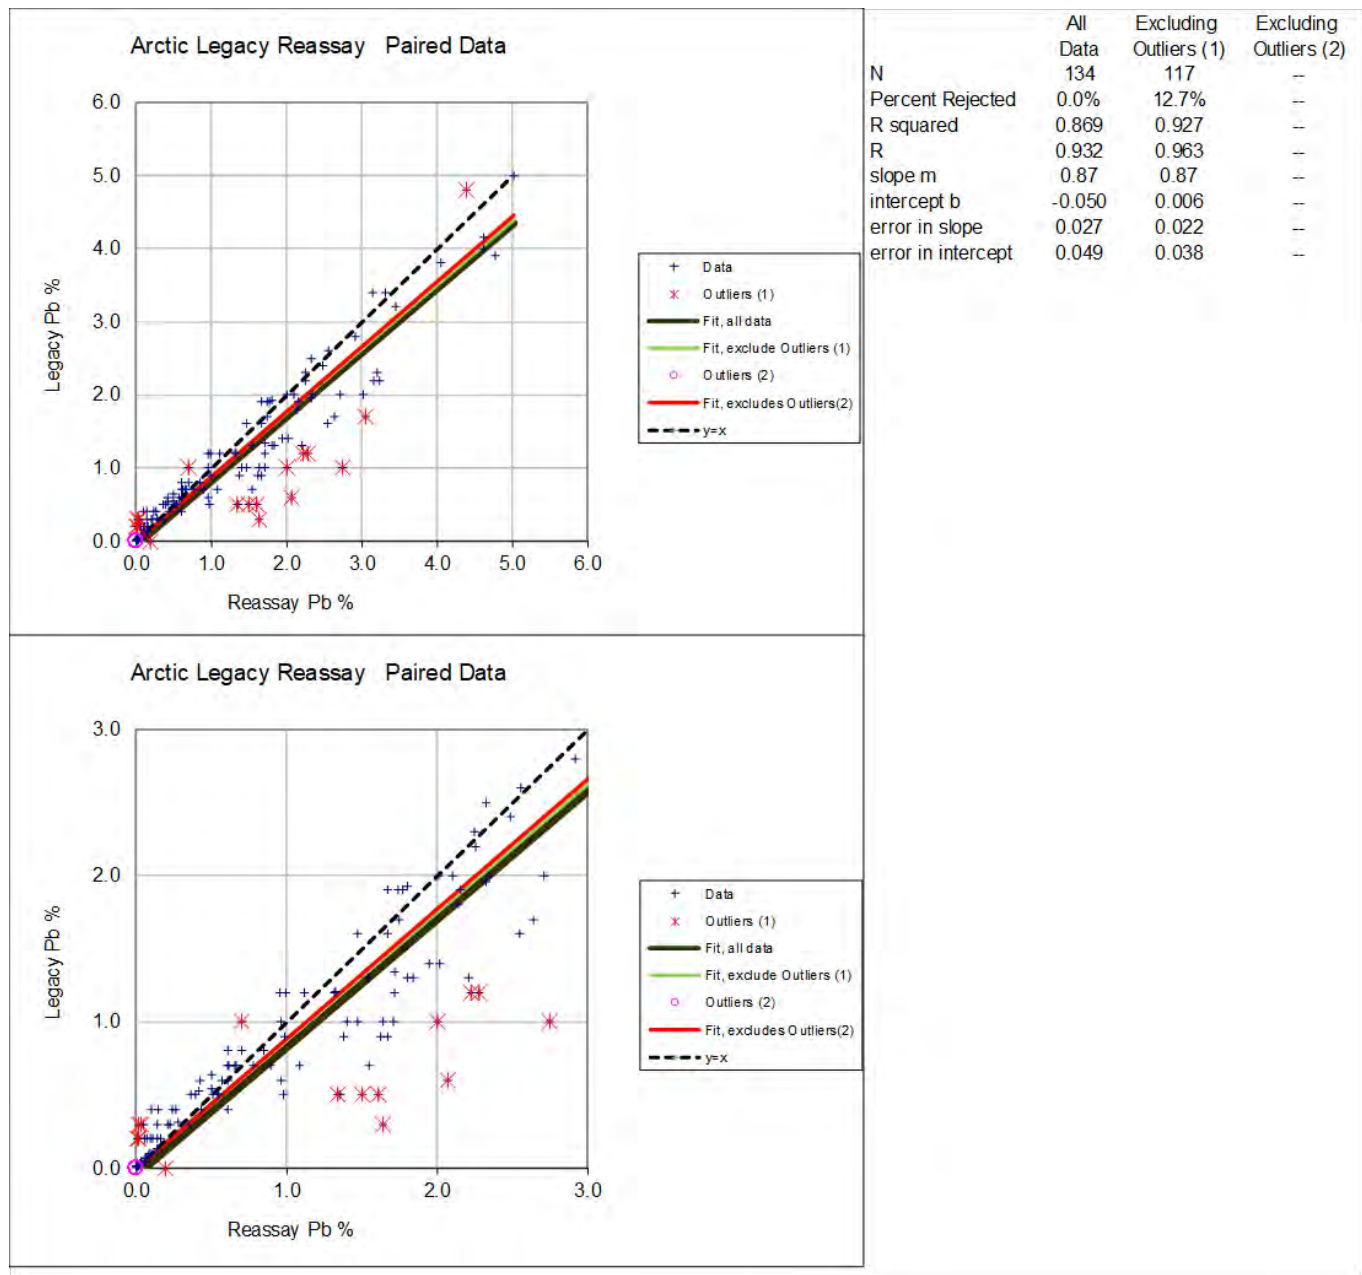 Arctic Legacy Reassay Paired Data
6.0
5.0
4.0
3.0
2.0
1.0
0.0
Legacy Pb %
0.0 1.0 2.0 3.0 4.0 5.0 6.0
Reassay Pb %
Data
Outliers (1)
Fit, all data
Fit, exclude Outliers (1)
Outliers (2)
Fit, excludes Outliers(2)
y=x
All Excluding Excluding
Data Outliers (1) Outliers (2)
N 134 117 --
Percent Rejected 0.0% 12.7% --
R squared 0.869 0.927 --
R 0.932 0.963 --
slope m 0.87 0.87 --
intercept b -0.050 0.006 --
error in slope 0.027 0.022 --
error in intercept 0.049 0.038 --
Arctic Legacy Reassay Paired Data
3.0
2.0
1.0
0.0
Legacy Pb %
0.0 1.0 2.0 3.0
Reassay Pb %
Data
Outliers (1)
Fit, all data
Fit, exclude Outliers (1)
Outliers (2)
Fit, excludes Outliers(2)
y=x